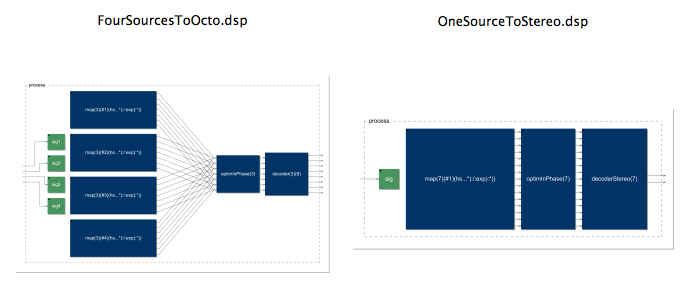 FourSourcesToOcto.dsp
OneSourceToStereo.dsp
process
map(3)(#1)(hs...*):/:exp):*))
sig1
map(3)(#2)(hs...*):/:exp):*))
sig2
optimInPhase(3)
decoder(3)(8)
sig3
map(3)(#3)(hs...*):/:exp):*))
sig4
map(3)(#4)(hs...*):/:exp):*))
process
sig
map(7)(#1)(hs...*):/:exp):*))
optimInPhase(7)
decoderStereo(7)